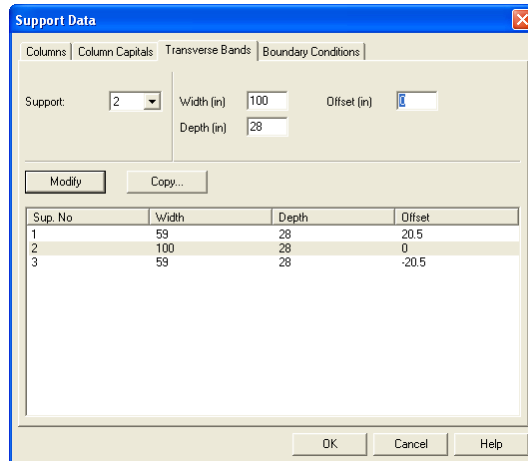 Support Data
Columns Column Capitals Transverse Bands Boundary Conditions
Support: 2 Width (in) 100 Offset (in) 0
Depth (in) 28
Modify Copy...
Sup. No Width Depth Offset
1 59 28 20.5
2 100 28 0
3 59 28 -20.5
OK Cancel Help